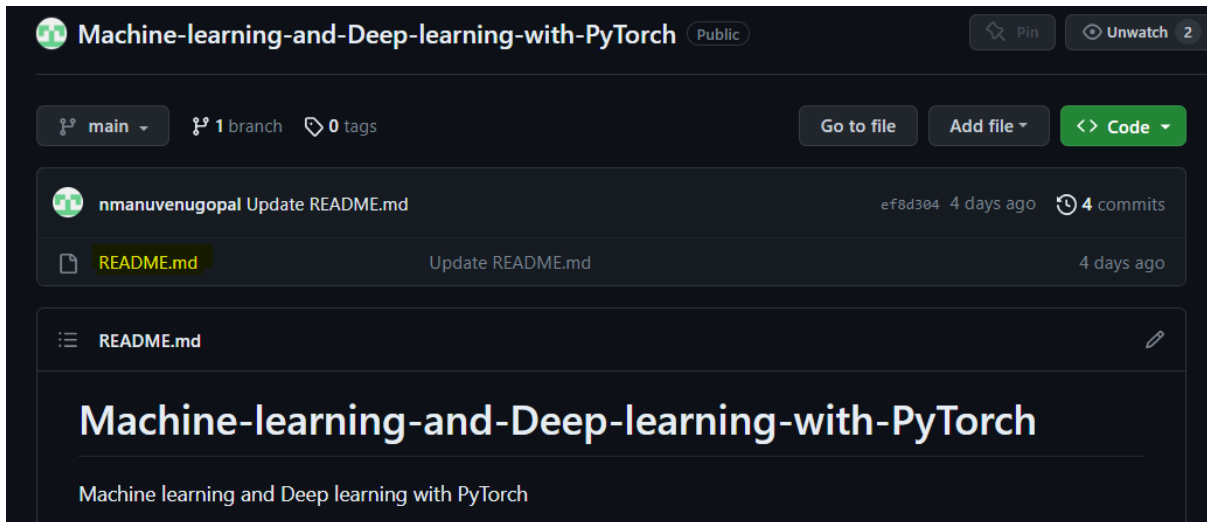 Machine-learning-and-Deep-learning-with-PyTorch Public Pin Unwatch 2
main 1 branch 0 tags Go to file Add file Code
nmanuvenugopal Update README.md ef8d304 4 days ago 4 commits
README.md Update README.md 4 days ago
README.md
Machine-learning-and-Deep-learning-with-PyTorch
Machine learning and Deep learning with PyTorch